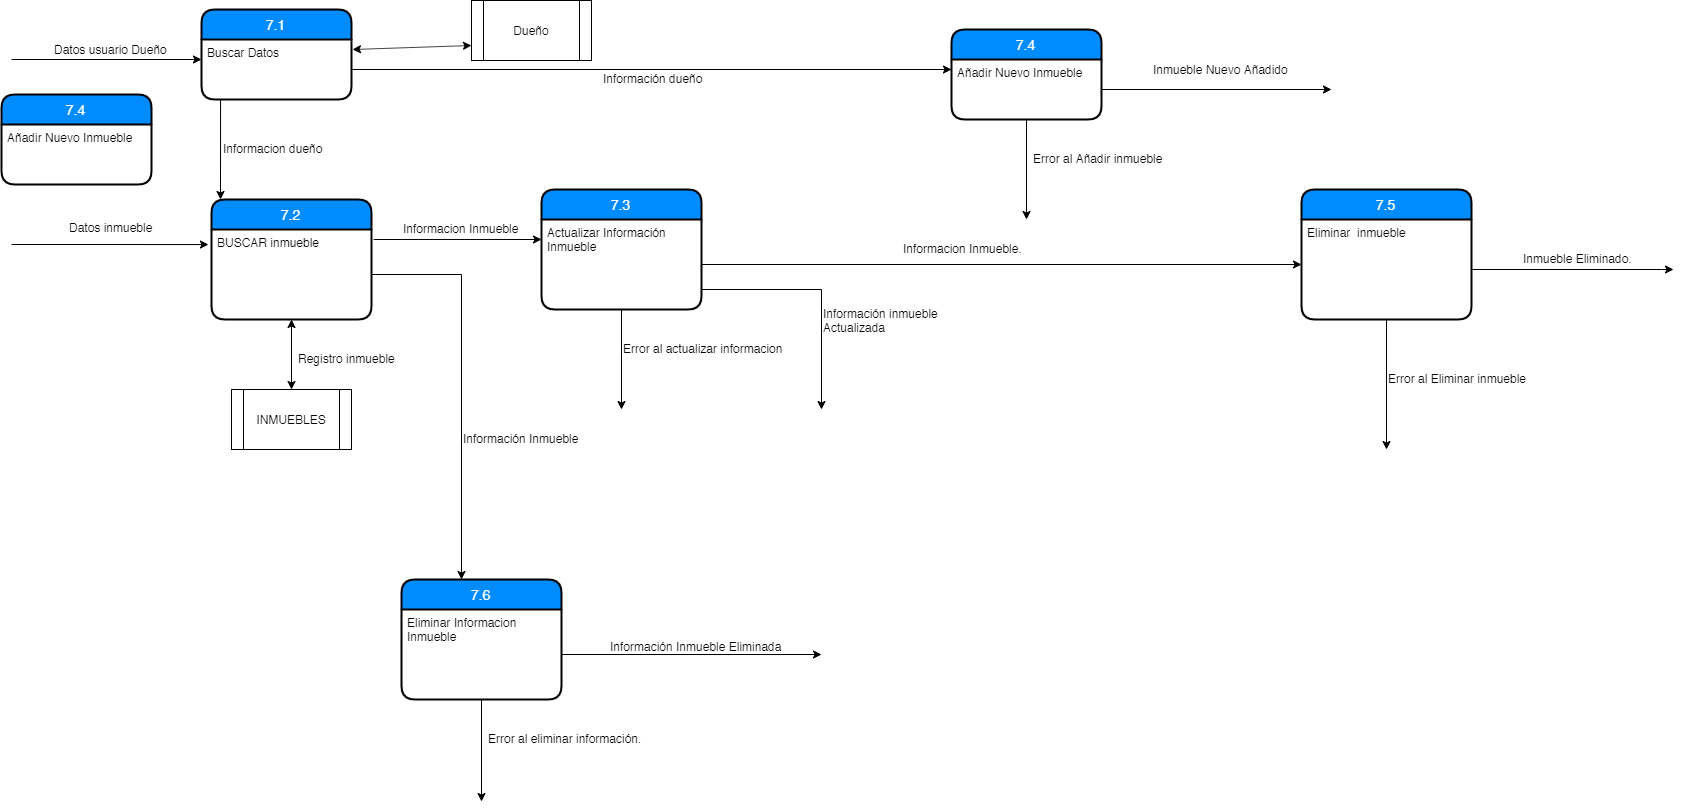 7.1
Buscar Datos
Dueño
Datos usuario Dueño
Información dueño
7.4
Añadir Nuevo Inmueble
Inmueble Nuevo Añadido
Error al Añadir inmueble
7.4
Añadir Nuevo Inmueble
Informacion dueño
Datos inmueble
7.2
BUSCAR inmueble
Informacion Inmueble
7.3
Actualizar Información
Inmueble
Informacion Inmueble.
7.5
Eliminar inmueble
Inmueble Eliminado.
Información inmueble
Actualizada
Error al actualizar informacion
Registro inmueble
Error al Eliminar inmueble
INMUEBLES
Información Inmueble
7.6
Eliminar Informacion
Inmueble
Información Inmueble Eliminada
Error al eliminar información.